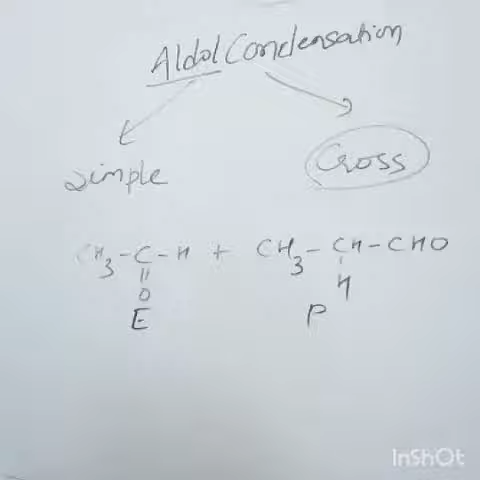 Aldol Condensation
Simple
Cross
CH3-C-H + CH3-CH-CHO
||
O
H
E
P
InShOt